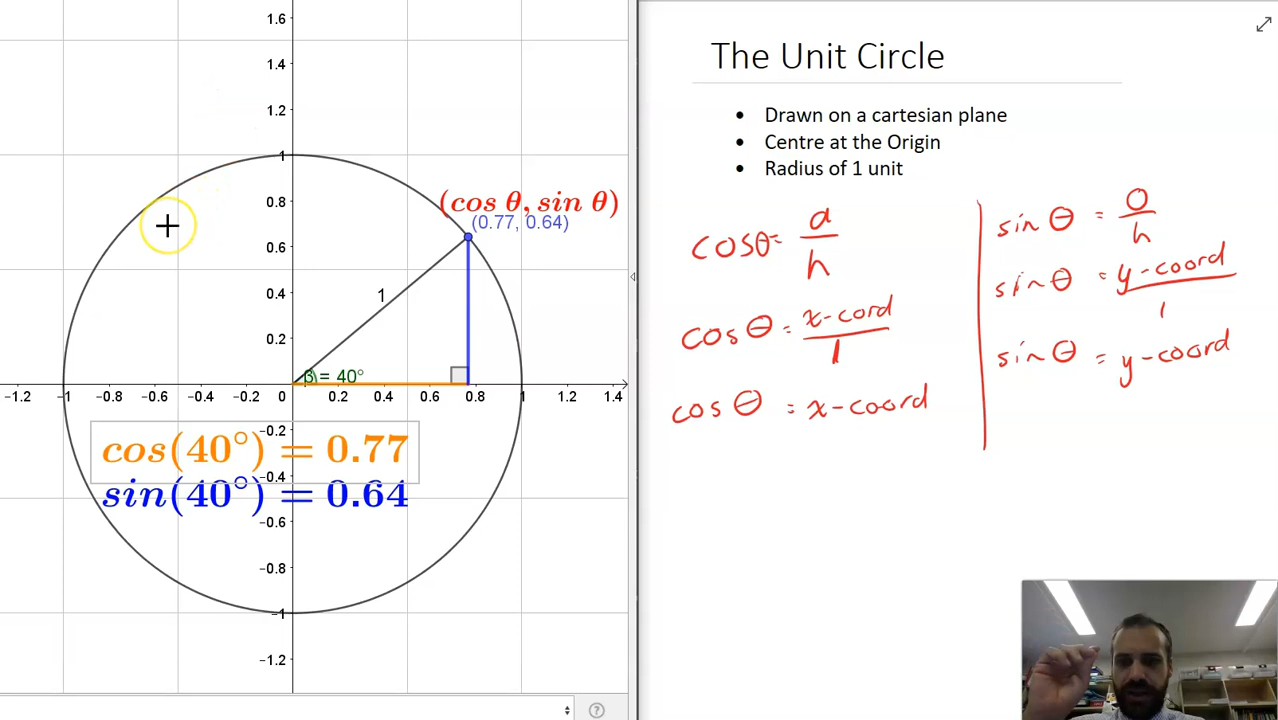 1.6
1.4
1.2
1
0.8
0.6
0.4
0.2
(cos θ, sin θ)
(0.77, 0.64)
1
β = 40°
-1.2 -1 -0.8 -0.6 -0.4 -0.2 0 0.2 0.4 0.6 0.8 1 1.2 1.4
-0.2
cos(40°) = 0.77
-0.4
sin(40°) = 0.64
-0.6
-0.8
-1
-1.2
?
The Unit Circle
• Drawn on a cartesian plane
• Centre at the Origin
• Radius of 1 unit
cosθ = a
h
cos θ = x-cord
1
cos θ = x-coord
sin θ = o
h
sin θ = y-coord
1
sin θ = y-coord